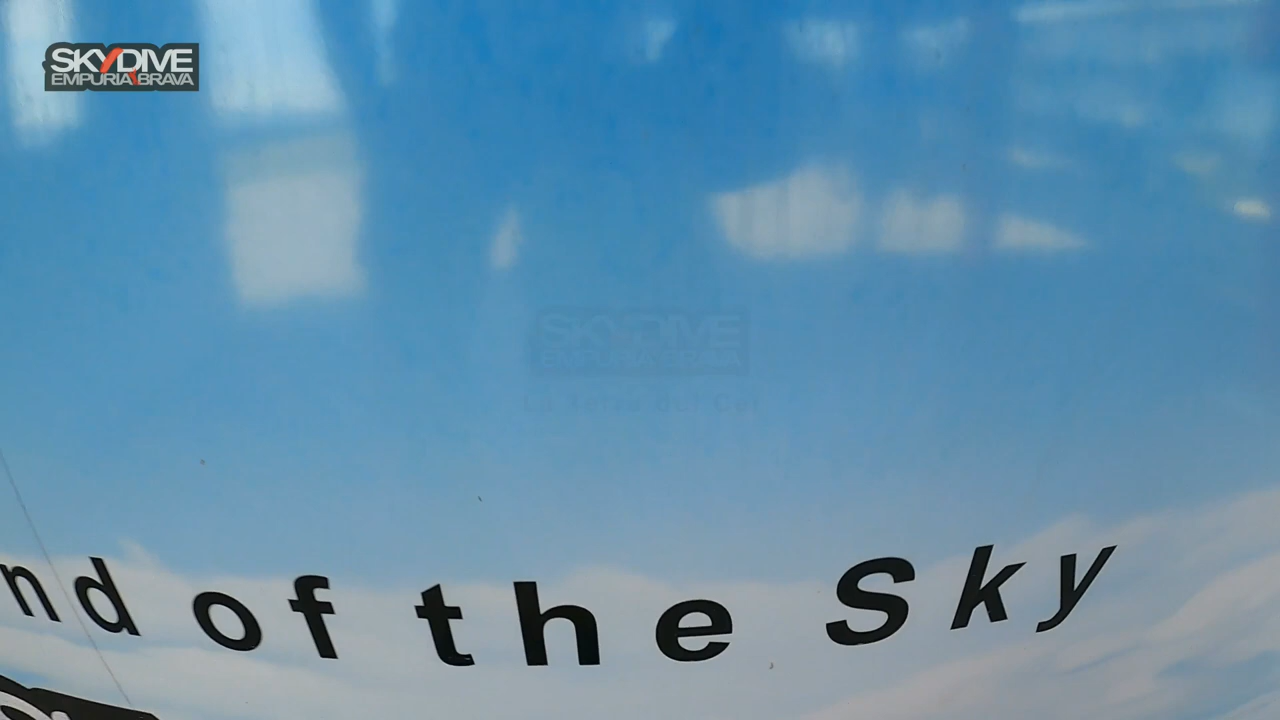 SKYDIVE
EMPURIABRAVA
SKYDIVE
EMPURIABRAVA
nd of the Sky